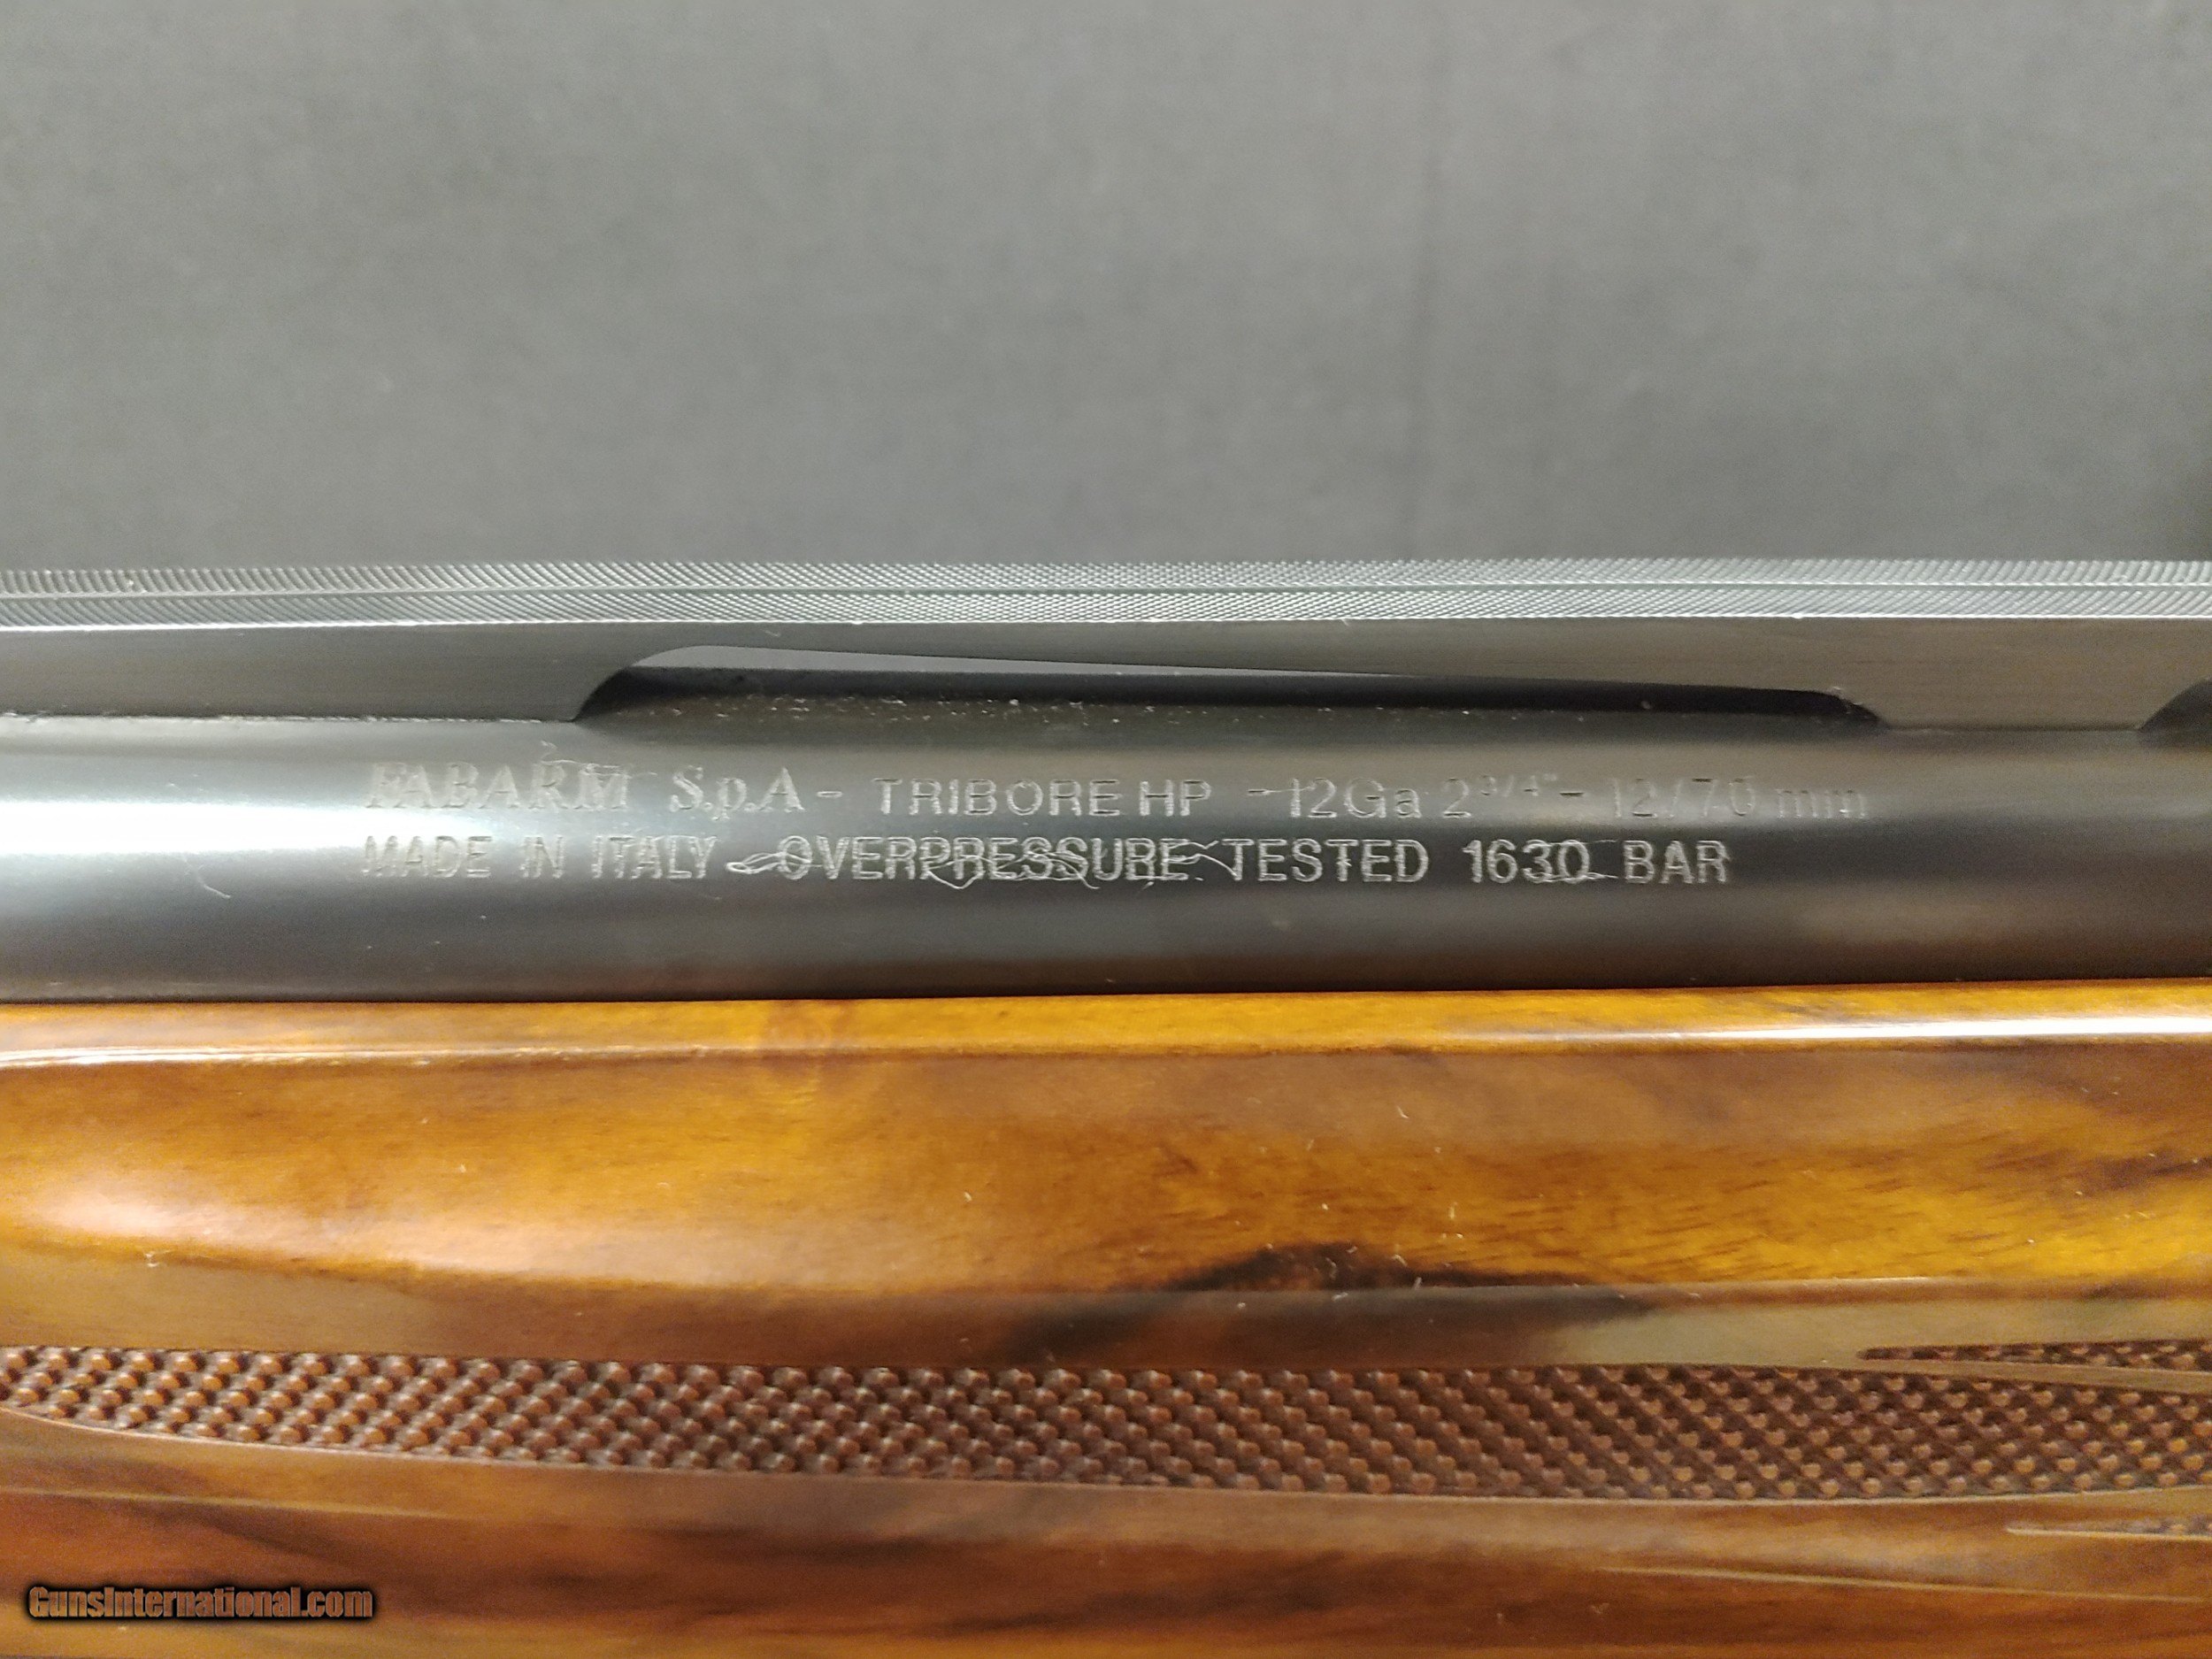 FABARM S.p.A - TRIBORE HP - 12Ga 2 3/4" - 12/70 mm
MADE IN ITALY - OVERPRESSURE TESTED 1630 BAR
GunsInternational.com